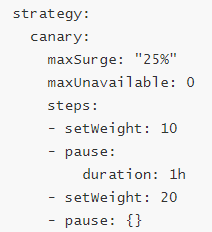 strategy:
  canary:
    maxSurge: "25%"
    maxUnavailable: 0
    steps:
    - setWeight: 10
    - pause:
        duration: 1h
    - setWeight: 20
    - pause: {}